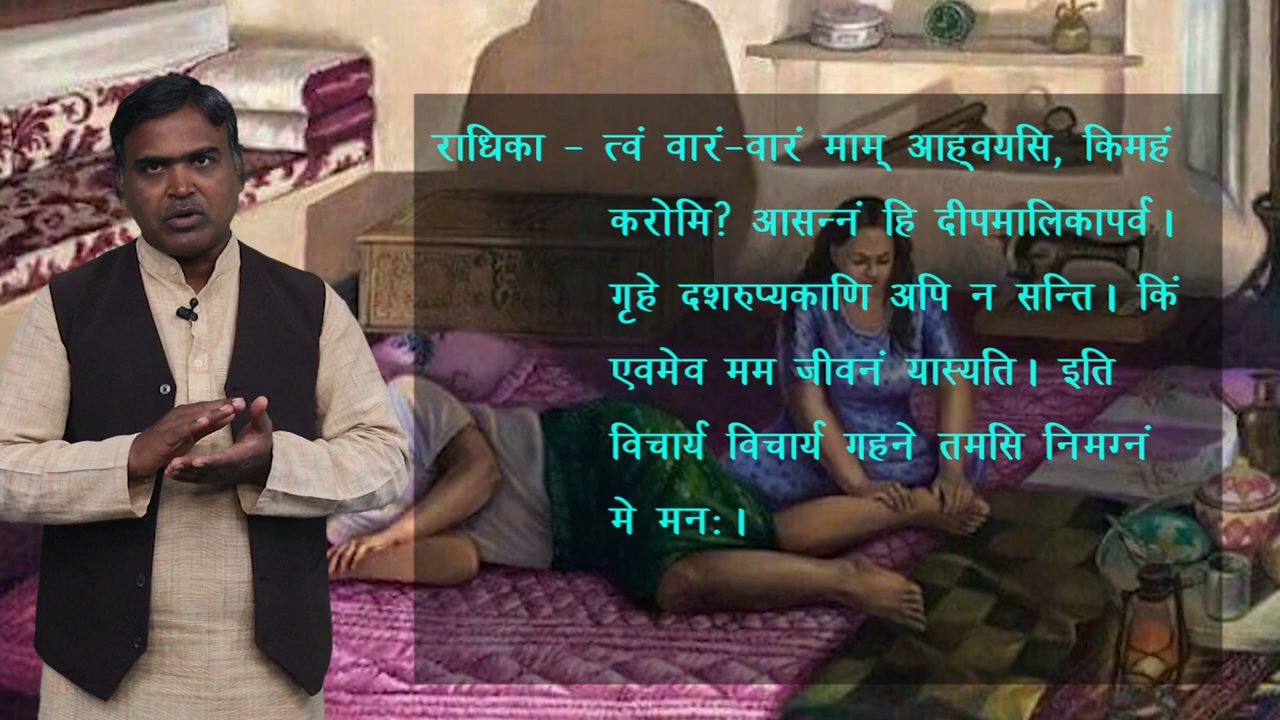 राधिका – त्वं वारं-वारं माम् आह्वयसि, किमहं
करोमि? आसन्नं हि दीपमालिकापर्व।
गृहे दशरुप्यकाणि अपि न सन्ति। किं
एवमेव मम जीवनं यास्यति। इति
विचार्य विचार्य गहने तमसि निमग्नं
मे मनः।